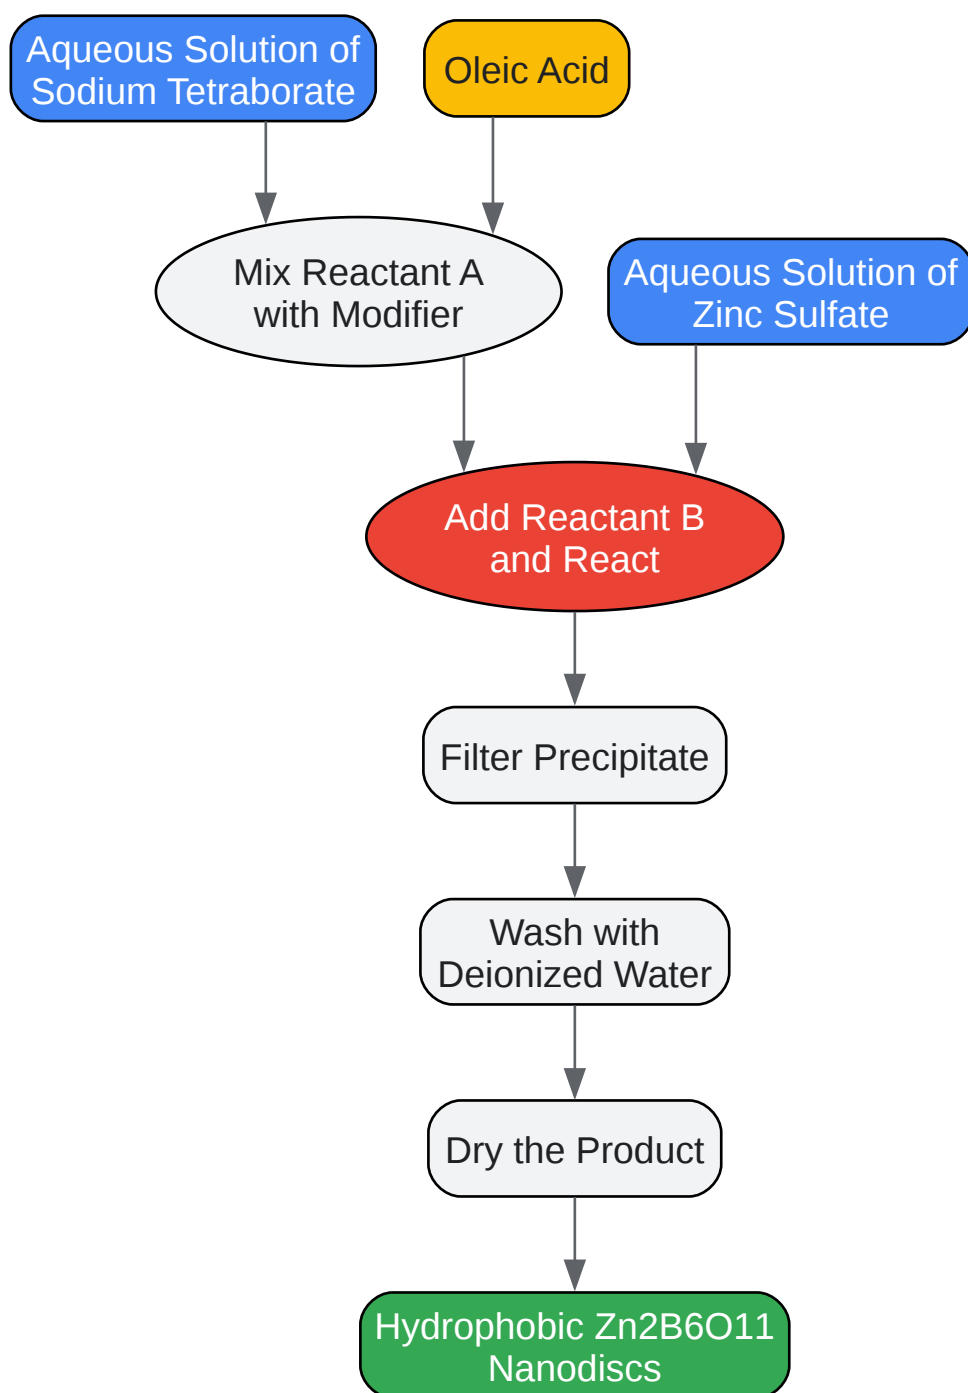 Aqueous Solution of
Sodium Tetraborate
Oleic Acid
Mix Reactant A
with Modifier
Aqueous Solution of
Zinc Sulfate
Add Reactant B
and React
Filter Precipitate
Wash with
Deionized Water
Dry the Product
Hydrophobic Zn2B6O11
Nanodiscs